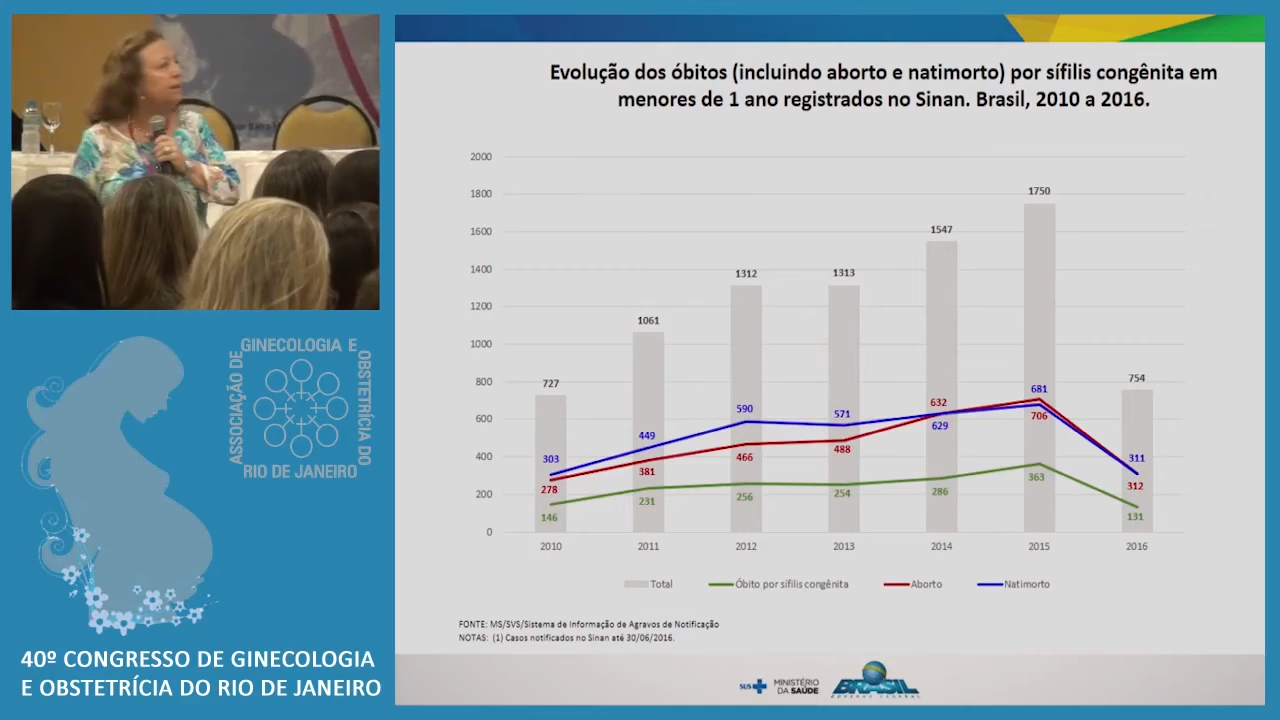 Evolução dos óbitos (incluindo aborto e natimorto) por sífilis congênita em
menores de 1 ano registrados no Sinan. Brasil, 2010 a 2016.
2000
1800
1600
1400
1200
1000
800
600
400
200
0
727
1061
1312
1313
1547
1750
754
303
449
590
571
629
681
311
278
381
466
488
632
706
312
146
231
256
254
286
363
131
2010
2011
2012
2013
2014
2015
2016
Total
Óbito por sífilis congênita
Aborto
Natimorto
FONTE: MS/SVS/Sistema de Informação de Agravos de Notificação
NOTAS: (1) Casos notificados no Sinan até 30/06/2016.
SUS
MINISTÉRIO
DA SAÚDE
BRASIL
GOVERNO FEDERAL
ASSOCIAÇÃO DE
GINECOLOGIA E
OBSTETRÍCIA DO
RIO DE JANEIRO
40º CONGRESSO DE GINECOLOGIA
E OBSTETRÍCIA DO RIO DE JANEIRO